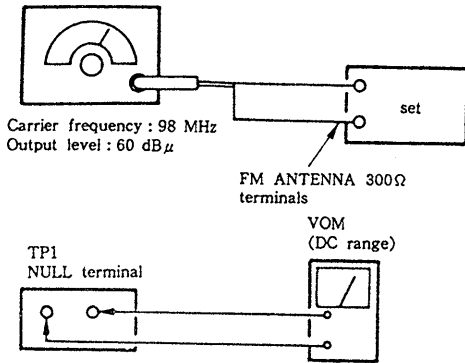 set
Carrier frequency : 98 MHz
Output level : 60 dBμ
FM ANTENNA 300Ω
terminals
VOM
(DC range)
TP1
NULL terminal